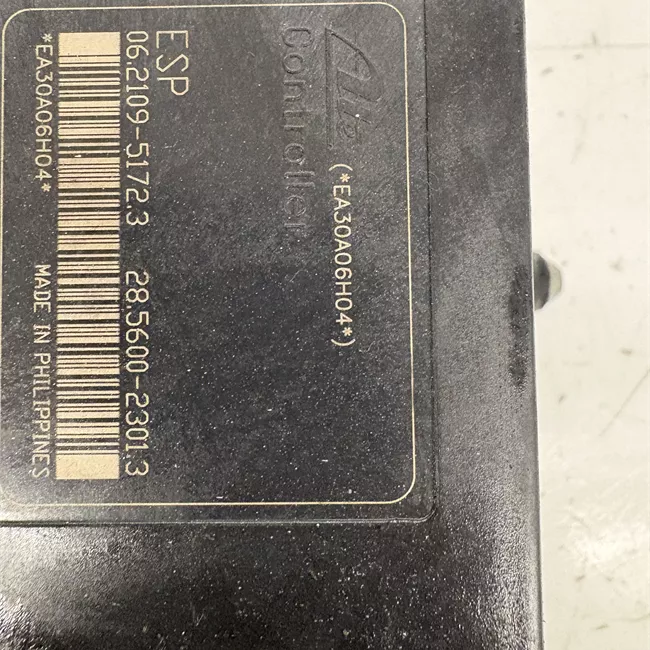 (*EA30A06H04*)
Ate
Controller
ESP
06.2109-5172.3 28.5600-2301.3
*EA30A06H04* MADE IN PHILIPPINES